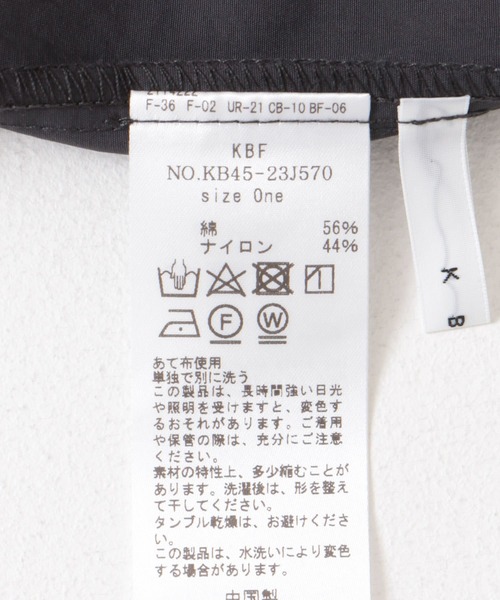 F-36 F-02 UR-21 CB-10 BF-06
KBF
NO.KB45-23J570
size One
綿 56%
ナイロン 44%
F W
あて布使用
単独で別に洗う
この製品は、長時間強い日光
や照明を受けますと、変色す
るおそれがあります。ご着用
や保管の際は、充分にご注意
ください。
素材の特性上、多少縮むことが
あります。洗濯後は、形を整え
て干してください。
タンブル乾燥は、お避けくださ
い。
この製品は、水洗いにより変色
する場合があります。
中国製
K B